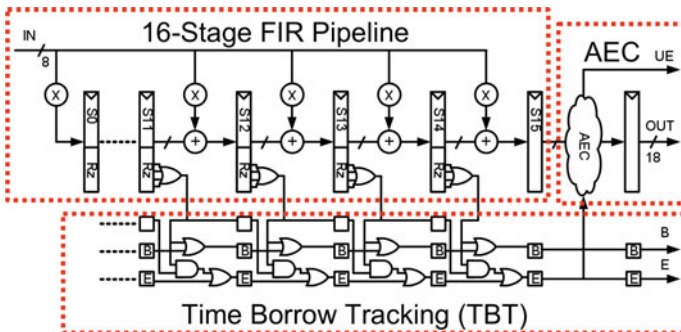 16-Stage FIR Pipeline
IN
8
AEC
UE
X X X X X
S0 S11 S12 S13 S14 S15
+ + + +
Rz Rz Rz Rz Rz
AEC
OUT
18
B
B B B B B B
E
E E E E E E
Time Borrow Tracking (TBT)